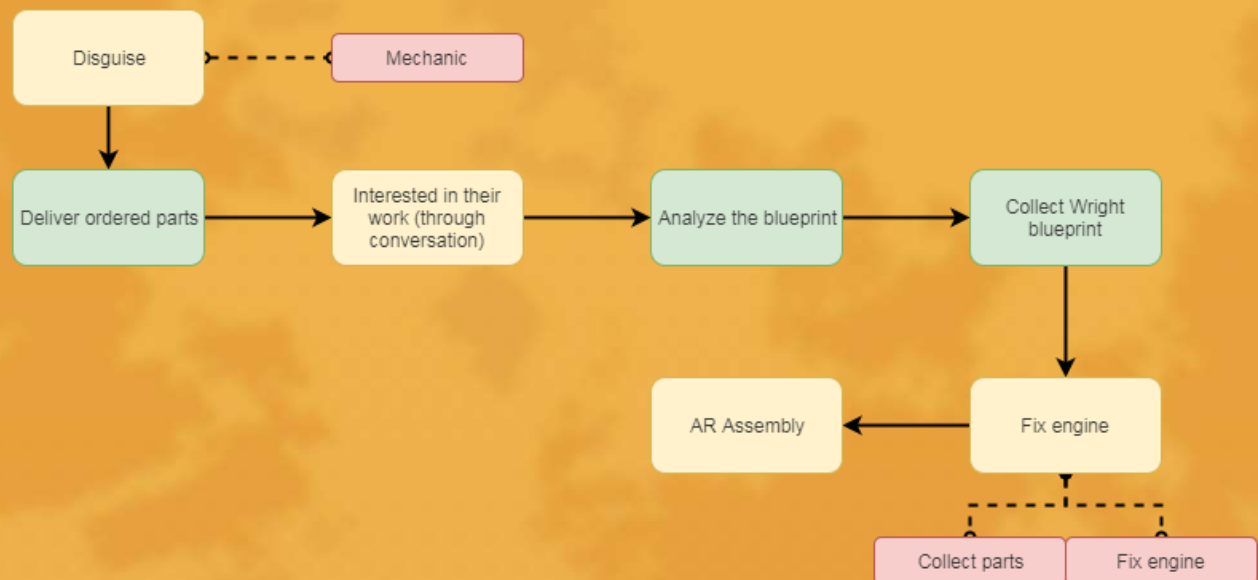 Disguise
Mechanic
Deliver ordered parts
Interested in their
work (through
conversation)
Analyze the blueprint
Collect Wright
blueprint
AR Assembly
Fix engine
Collect parts
Fix engine